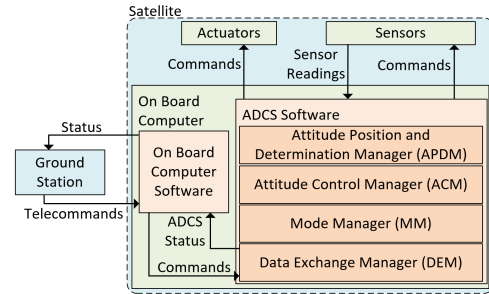 Satellite
Actuators
Sensors
Commands
Sensor
Readings
Commands
On Board
Computer
ADCS Software
Status
On Board
Computer
Software
Attitude Position and
Determination Manager (APDM)
Ground
Station
Attitude Control Manager (ACM)
Telecommands
ADCS
Status
Mode Manager (MM)
Commands
Data Exchange Manager (DEM)